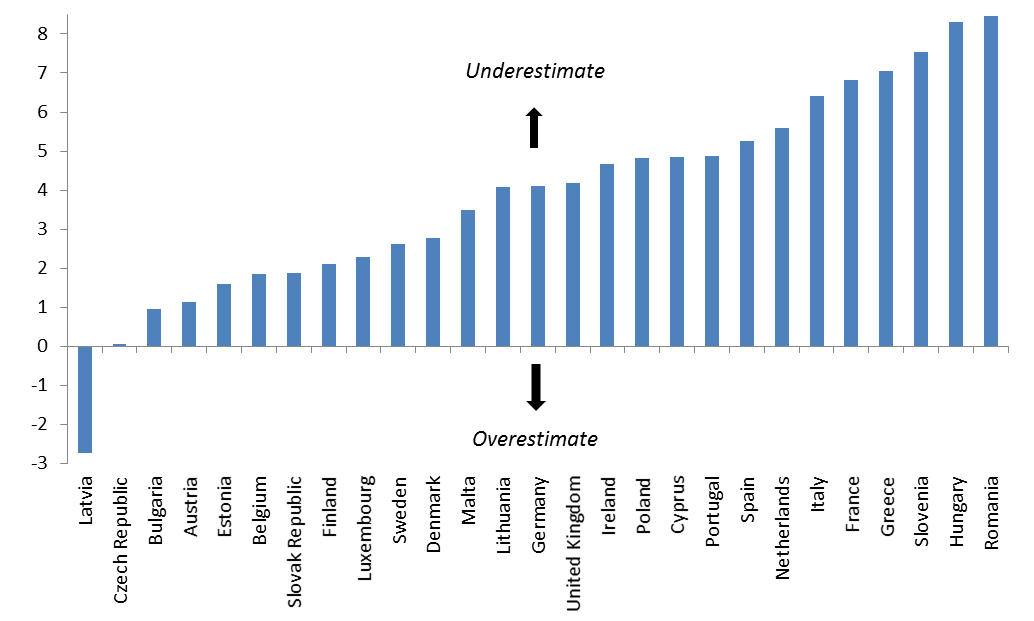 8
7
6
5
4
3
2
1
0
-1
-2
-3
Underestimate
Overestimate
Latvia
Czech Republic
Bulgaria
Austria
Estonia
Belgium
Slovak Republic
Finland
Luxembourg
Sweden
Denmark
Malta
Lithuania
Germany
United Kingdom
Ireland
Poland
Cyprus
Portugal
Spain
Netherlands
Italy
France
Greece
Slovenia
Hungary
Romania